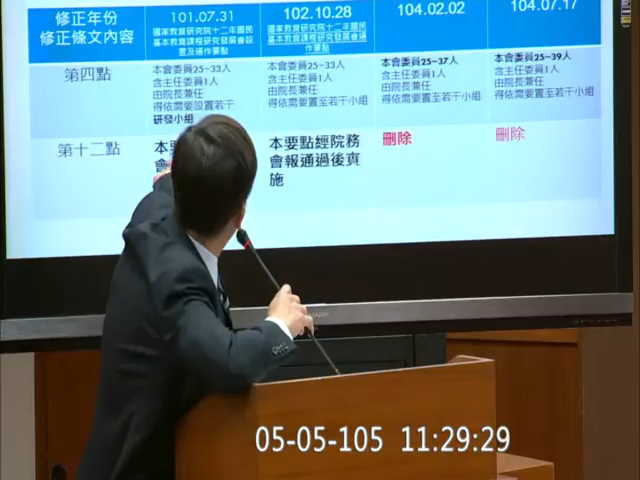 修正年份
修正條文內容
101.07.31
國家教育研究院十二年國民
基本教育課程研究發展會設
置及運作要點
102.10.28
國家教育研究院十二年國民
基本教育課程研究發展會議
作業要點
104.02.02
104.07.17
第四點
本會委員25~33人
含主任委員1人
由院長兼任
得依需要設置若干
研發小組
本會委員25~33人
含主任委員1人
由院長兼任
得依需要置至若干小組
本會委員25~37人
含主任委員1人
由院長兼任
得依需要置至若干小組
本會委員25~39人
含主任委員1人
由院長兼任
得依需要置至若干小組
第十二點
本要
會
本要點經院務
會報通過後實
施
刪除
刪除
SHARP
05-05-105 11:29:29